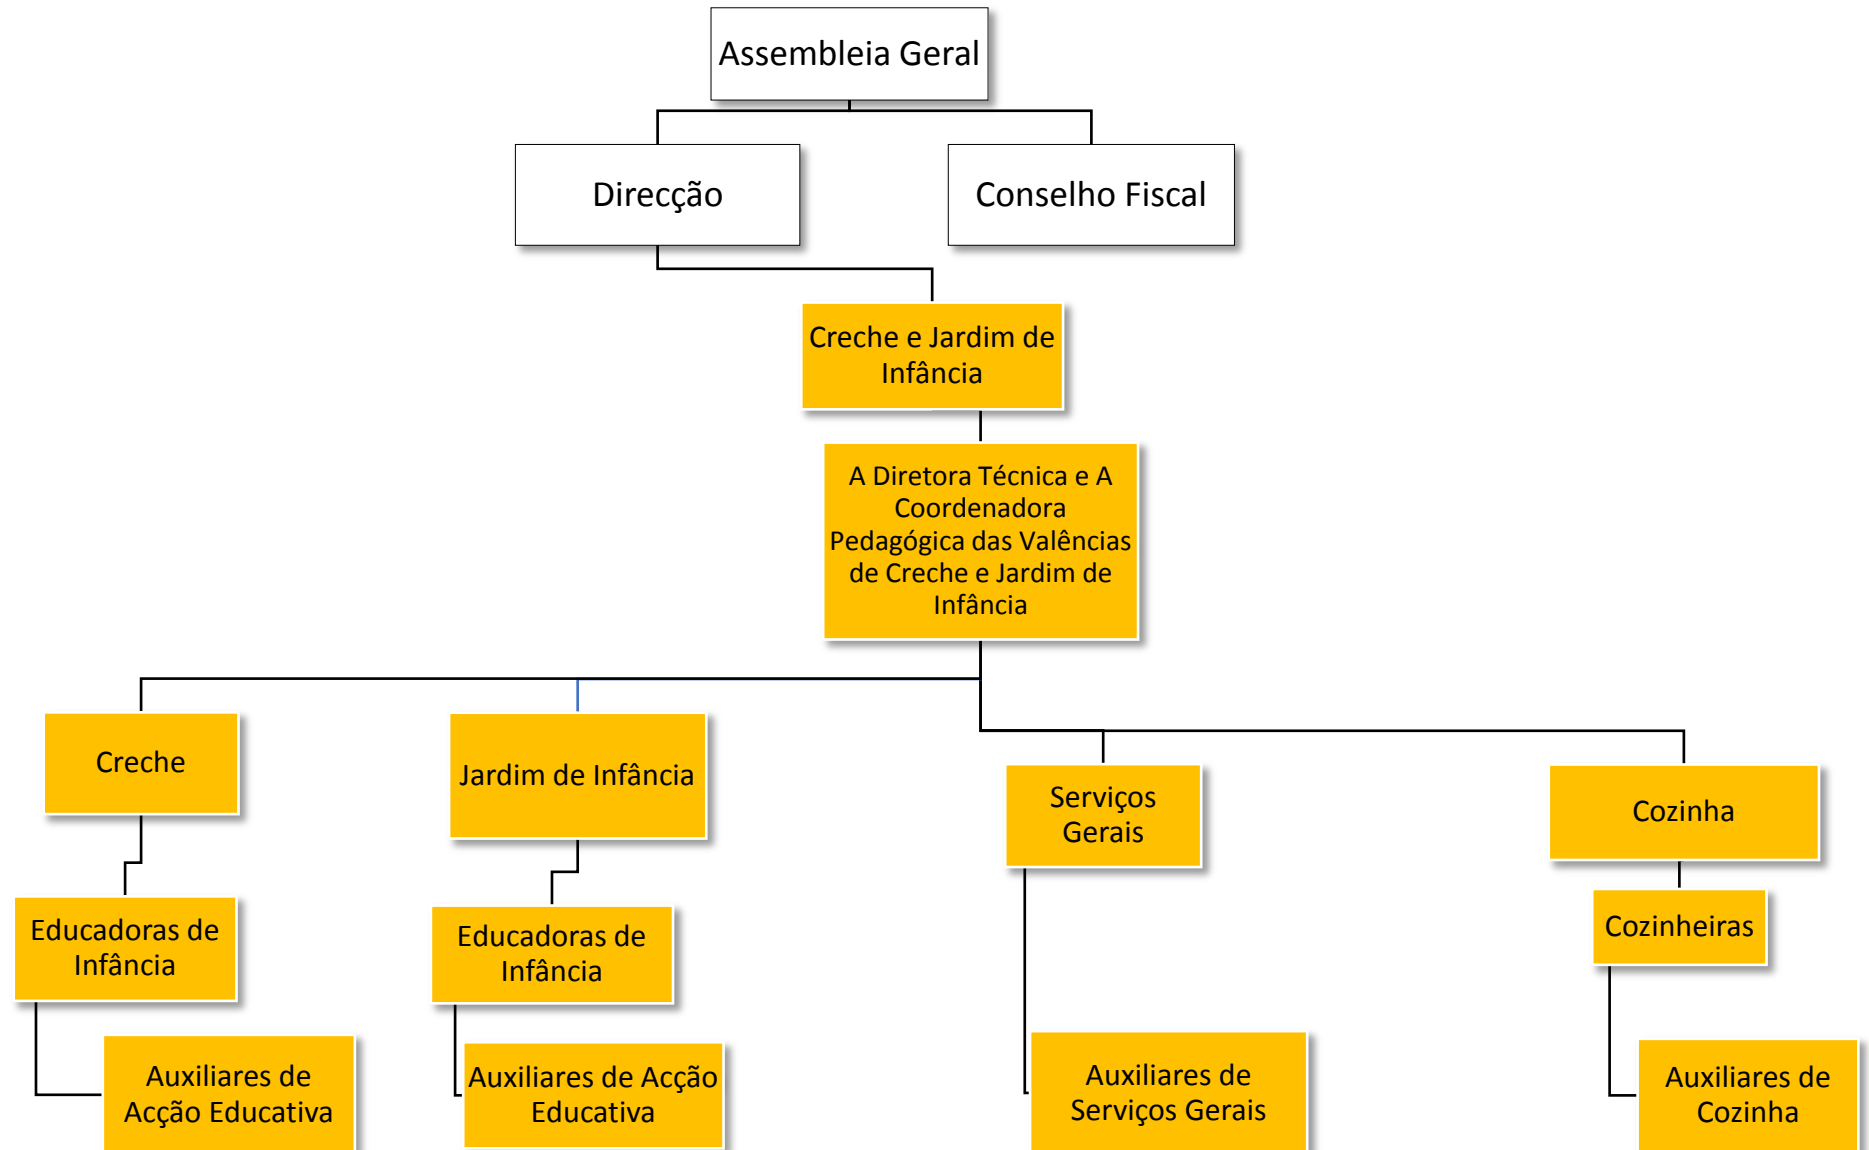 Assembleia Geral
Direcção
Conselho Fiscal
Creche e Jardim de
Infância
A Diretora Técnica e A
Coordenadora
Pedagógica das Valências
de Creche e Jardim de
Infância
Creche
Jardim de Infância
Serviços
Gerais
Cozinha
Educadoras de
Infância
Educadoras de
Infância
Cozinheiras
Auxiliares de
Acção Educativa
Auxiliares de Acção
Educativa
Auxiliares de
Serviços Gerais
Auxiliares de
Cozinha